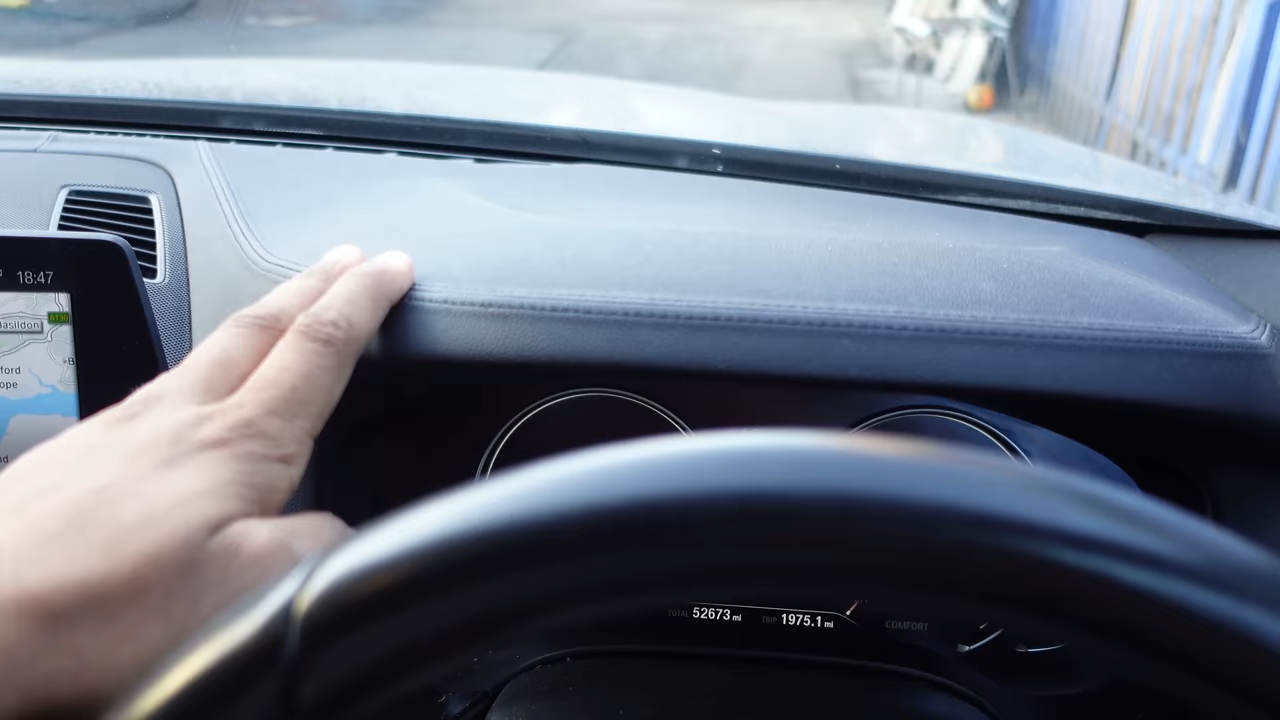 18:47
Basildon
A130
ford
ope
TOTAL 52673 mi TRIP 1975.1 mi
COMFORT